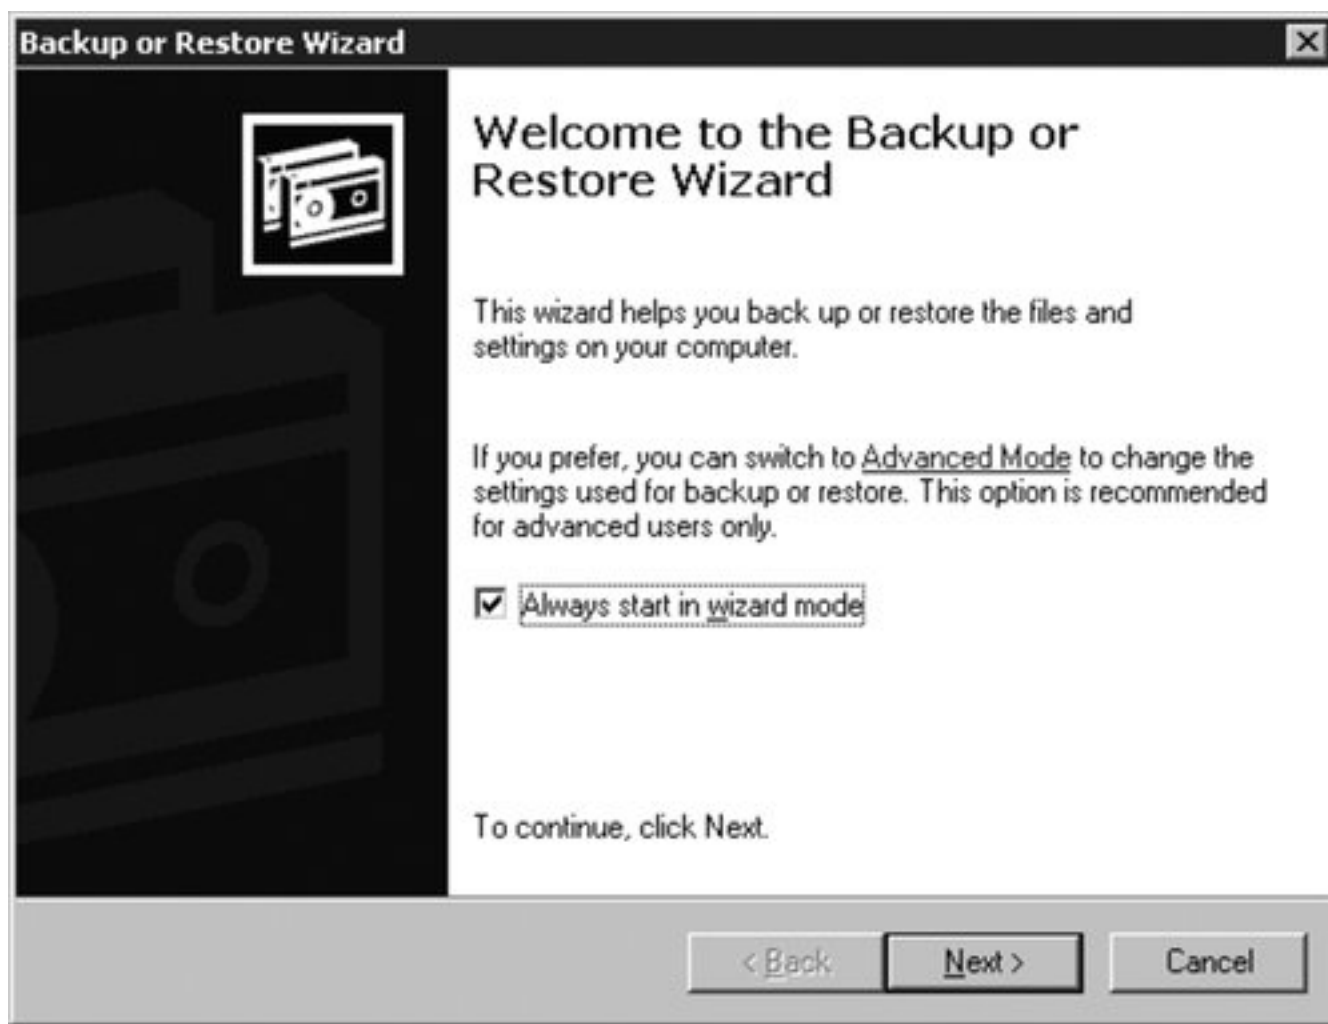 Backup or Restore Wizard
Welcome to the Backup or
Restore Wizard
This wizard helps you back up or restore the files and
settings on your computer.
If you prefer, you can switch to Advanced Mode to change the
settings used for backup or restore. This option is recommended
for advanced users only.
Always start in wizard mode
To continue, click Next.
< Back
Next >
Cancel